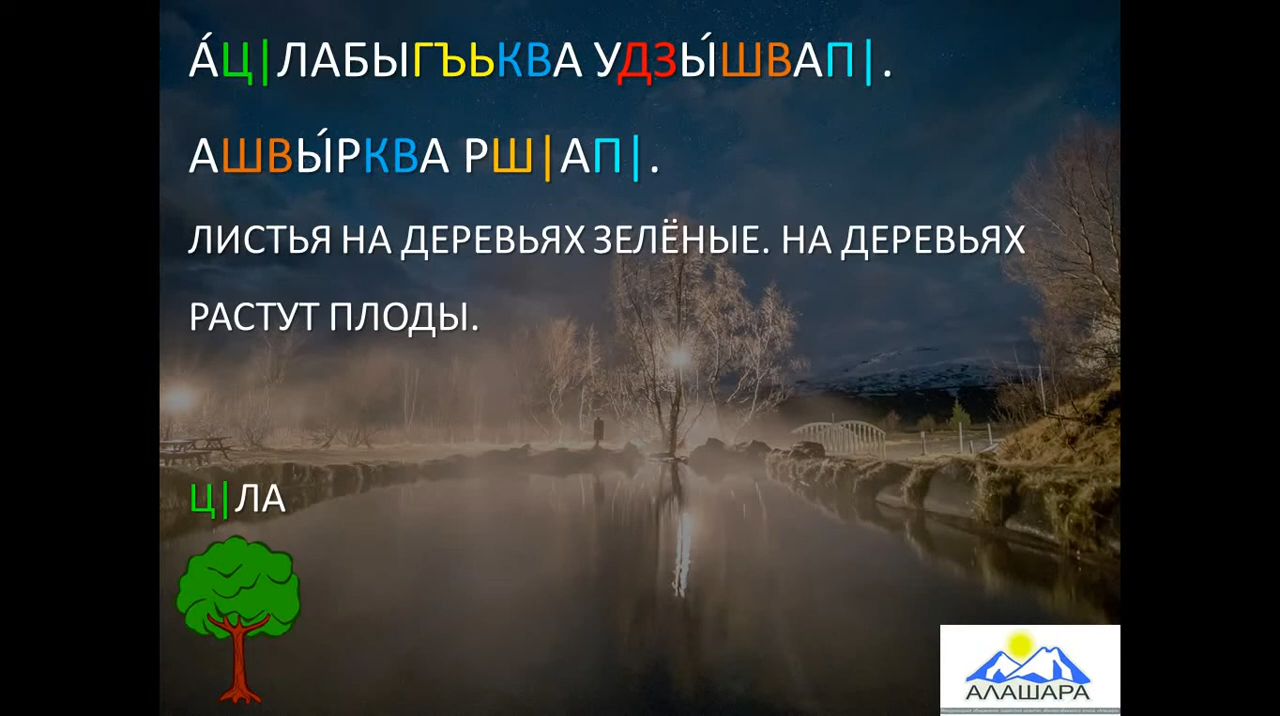 А́Ц|ЛАБЫГЪЬКВА УДЗЫ́ШВАП|.
АШВЫ́РКВА РШ|АП|.
ЛИСТЬЯ НА ДЕРЕВЬЯХ ЗЕЛЁНЫЕ. НА ДЕРЕВЬЯХ
РАСТУТ ПЛОДЫ.
Ц|ЛА
АЛАШАРА